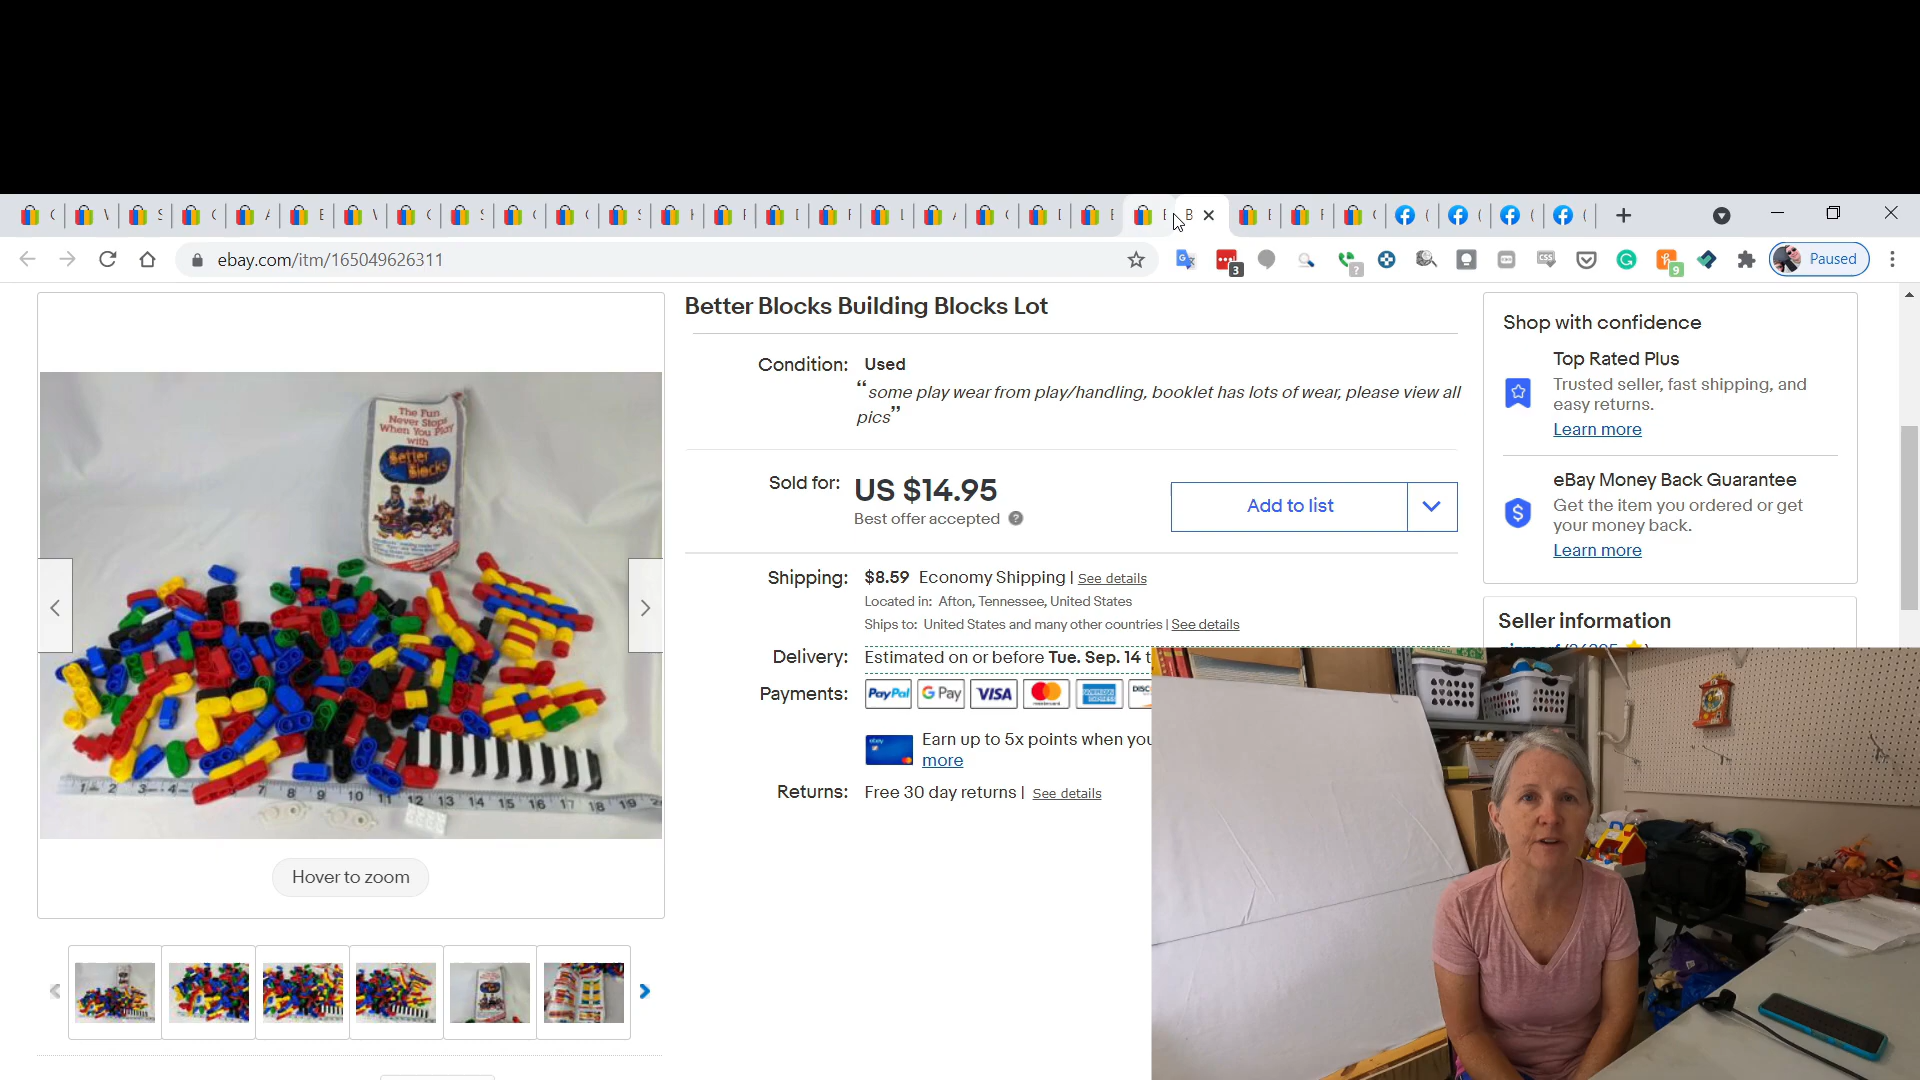 ebay.com/itm/165049626311
Paused
3
?
9
Better Blocks Building Blocks Lot
Condition: Used
“some play wear from play/handling, booklet has lots of wear, please view all
pics”
Sold for: US $14.95
Best offer accepted
Add to list
Shipping: $8.59 Economy Shipping | See details
Located in: Afton, Tennessee, United States
Ships to: United States and many other countries | See details
Delivery: Estimated on or before Tue. Sep. 14 t
Payments: PayPal G Pay VISA
Earn up to 5x points when you
more
Returns: Free 30 day returns | See details
Shop with confidence
Top Rated Plus
Trusted seller, fast shipping, and
easy returns.
Learn more
eBay Money Back Guarantee
Get the item you ordered or get
your money back.
Learn more
Seller information
The Fun
Never Stops
When You Play
with
Better
Blocks
Hover to zoom